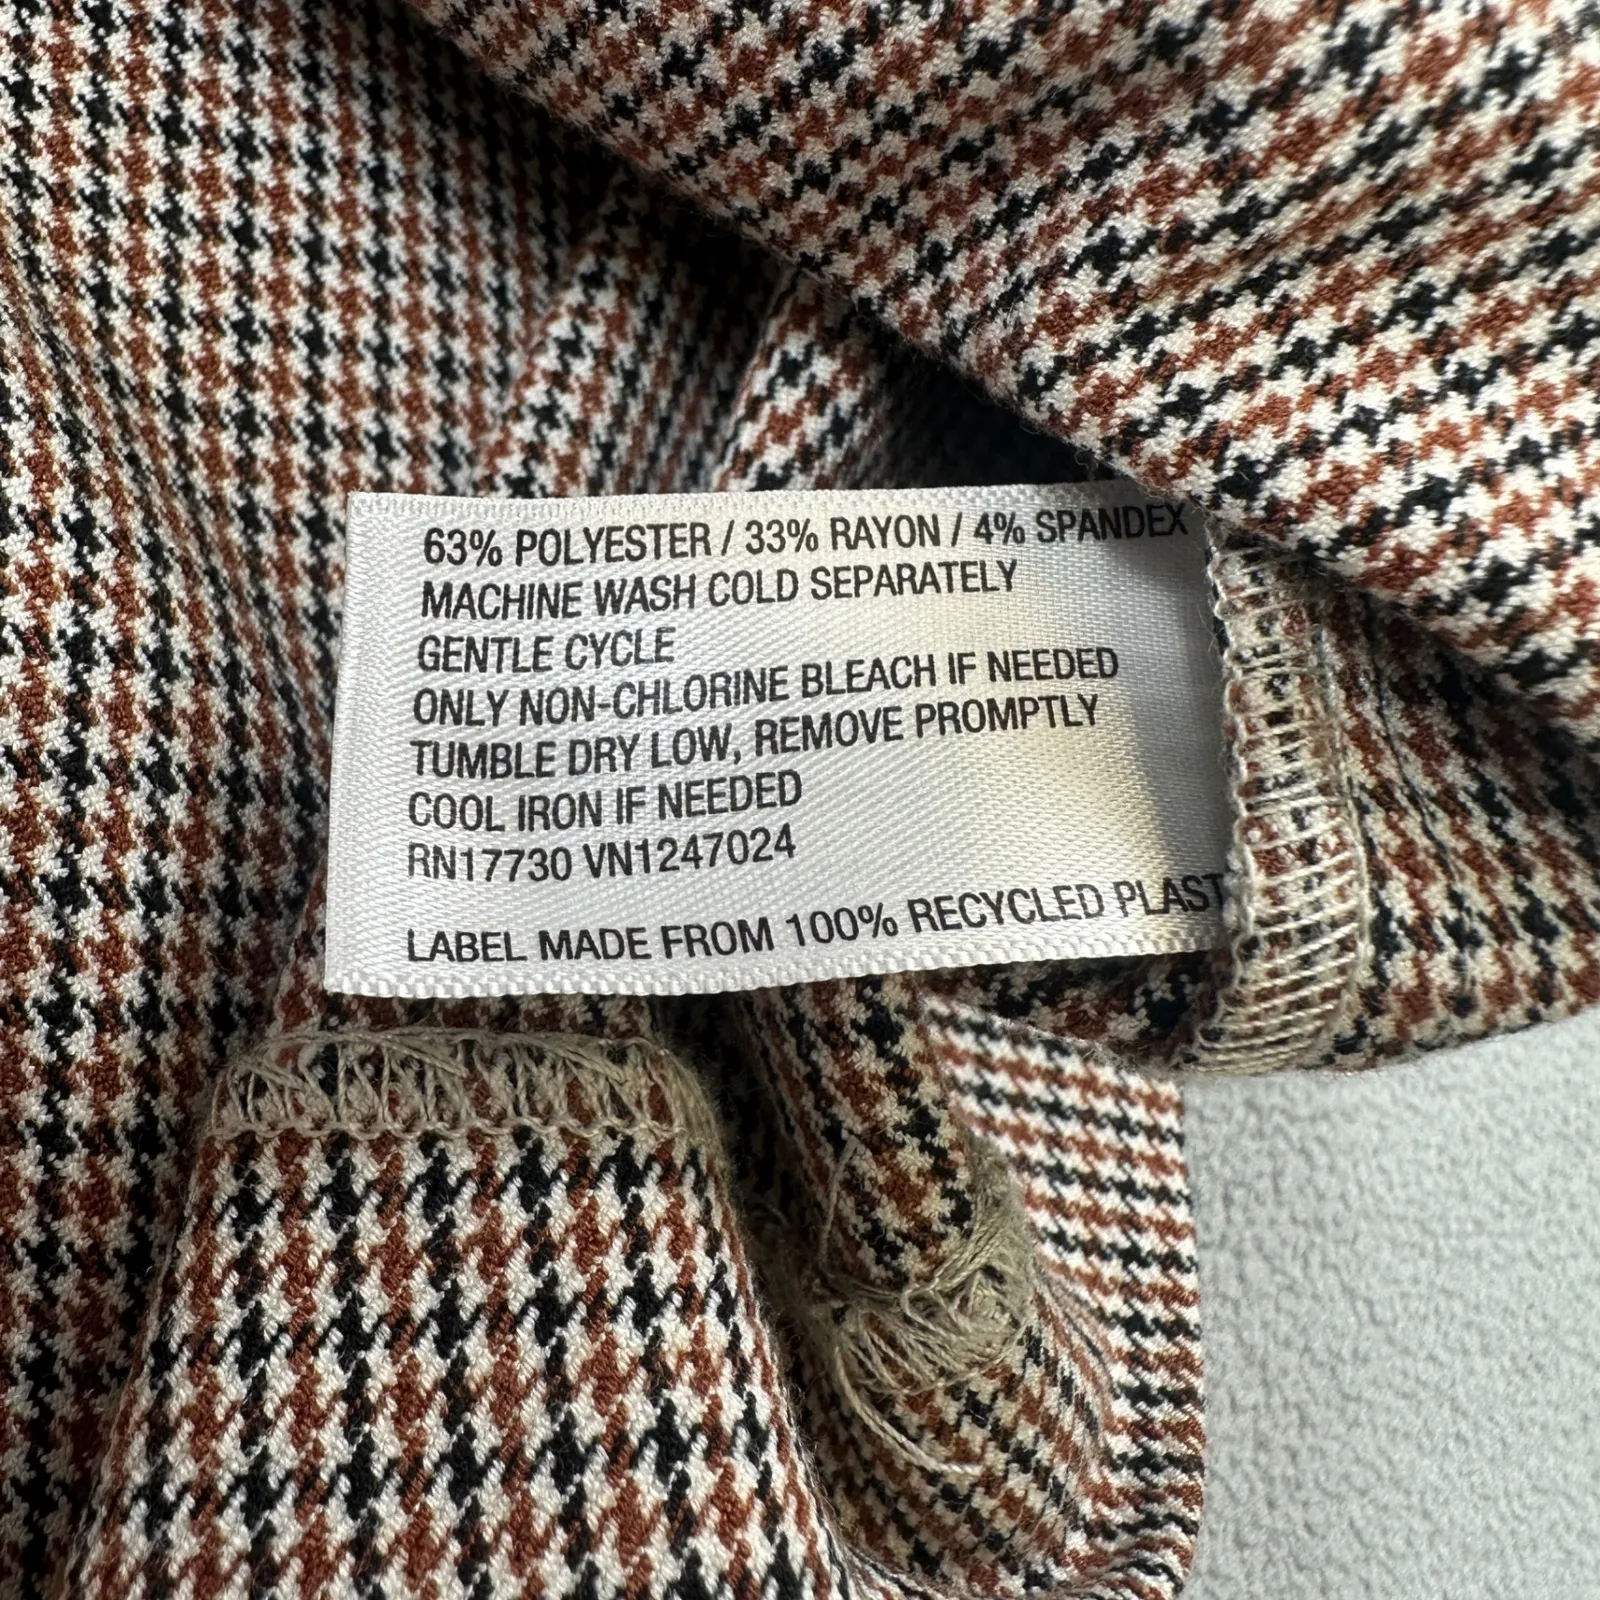 63% POLYESTER / 33% RAYON / 4% SPANDEX
MACHINE WASH COLD SEPARATELY
GENTLE CYCLE
ONLY NON-CHLORINE BLEACH IF NEEDED
TUMBLE DRY LOW, REMOVE PROMPTLY
COOL IRON IF NEEDED
RN17730 VN1247024
LABEL MADE FROM 100% RECYCLED PLAST